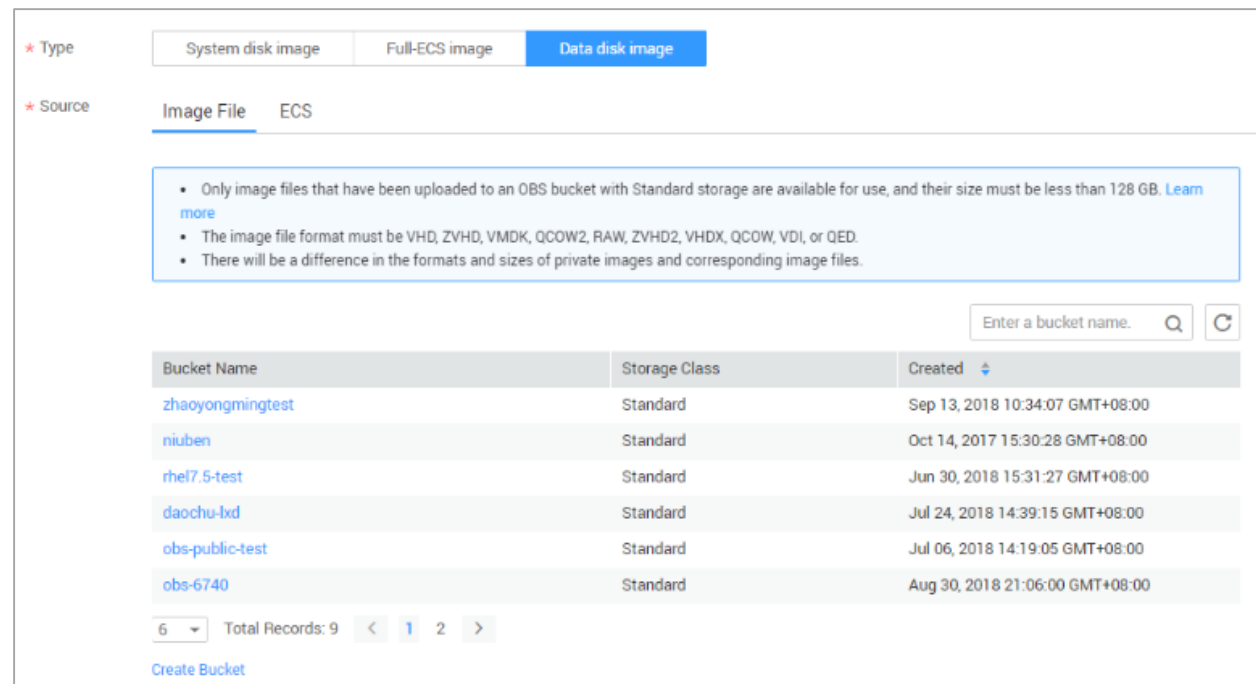 * Type System disk image Full-ECS image Data disk image
* Source Image File ECS
• Only image files that have been uploaded to an OBS bucket with Standard storage are available for use, and their size must be less than 128 GB. Learn
more
• The image file format must be VHD, ZVHD, VMDK, QCOW2, RAW, ZVHD2, VHDX, QCOW, VDI, or QED.
• There will be a difference in the formats and sizes of private images and corresponding image files.
Enter a bucket name.
Bucket Name Storage Class Created
zhaoyongmingtest Standard Sep 13, 2018 10:34:07 GMT+08:00
niuben Standard Oct 14, 2017 15:30:28 GMT+08:00
rhel7.5-test Standard Jun 30, 2018 15:31:27 GMT+08:00
daochu-lxd Standard Jul 24, 2018 14:39:15 GMT+08:00
obs-public-test Standard Jul 06, 2018 14:19:05 GMT+08:00
obs-6740 Standard Aug 30, 2018 21:06:00 GMT+08:00
6 Total Records: 9 < 1 2 >
Create Bucket